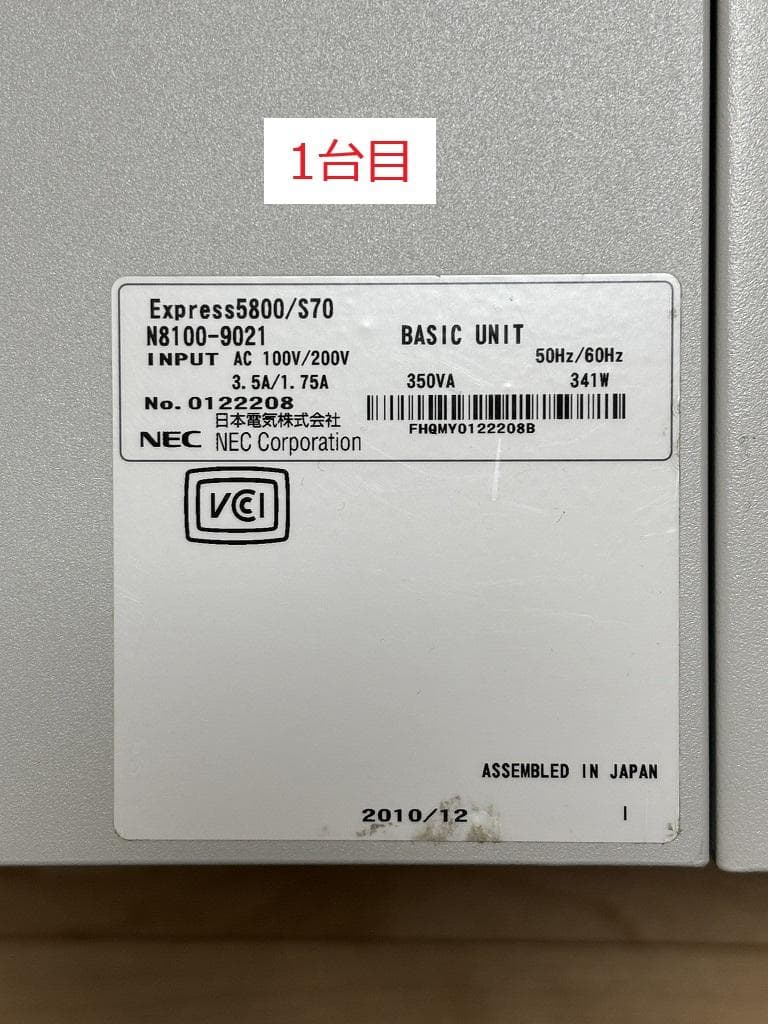 1台目
Express5800/S70
N8100-9021 BASIC UNIT
INPUT AC 100V/200V 50Hz/60Hz
3.5A/1.75A 350VA 341W
No. 0122208
FHQMY0122208B
日本電気株式会社
NEC NEC Corporation
VCCI
ASSEMBLED IN JAPAN
2010/12 I